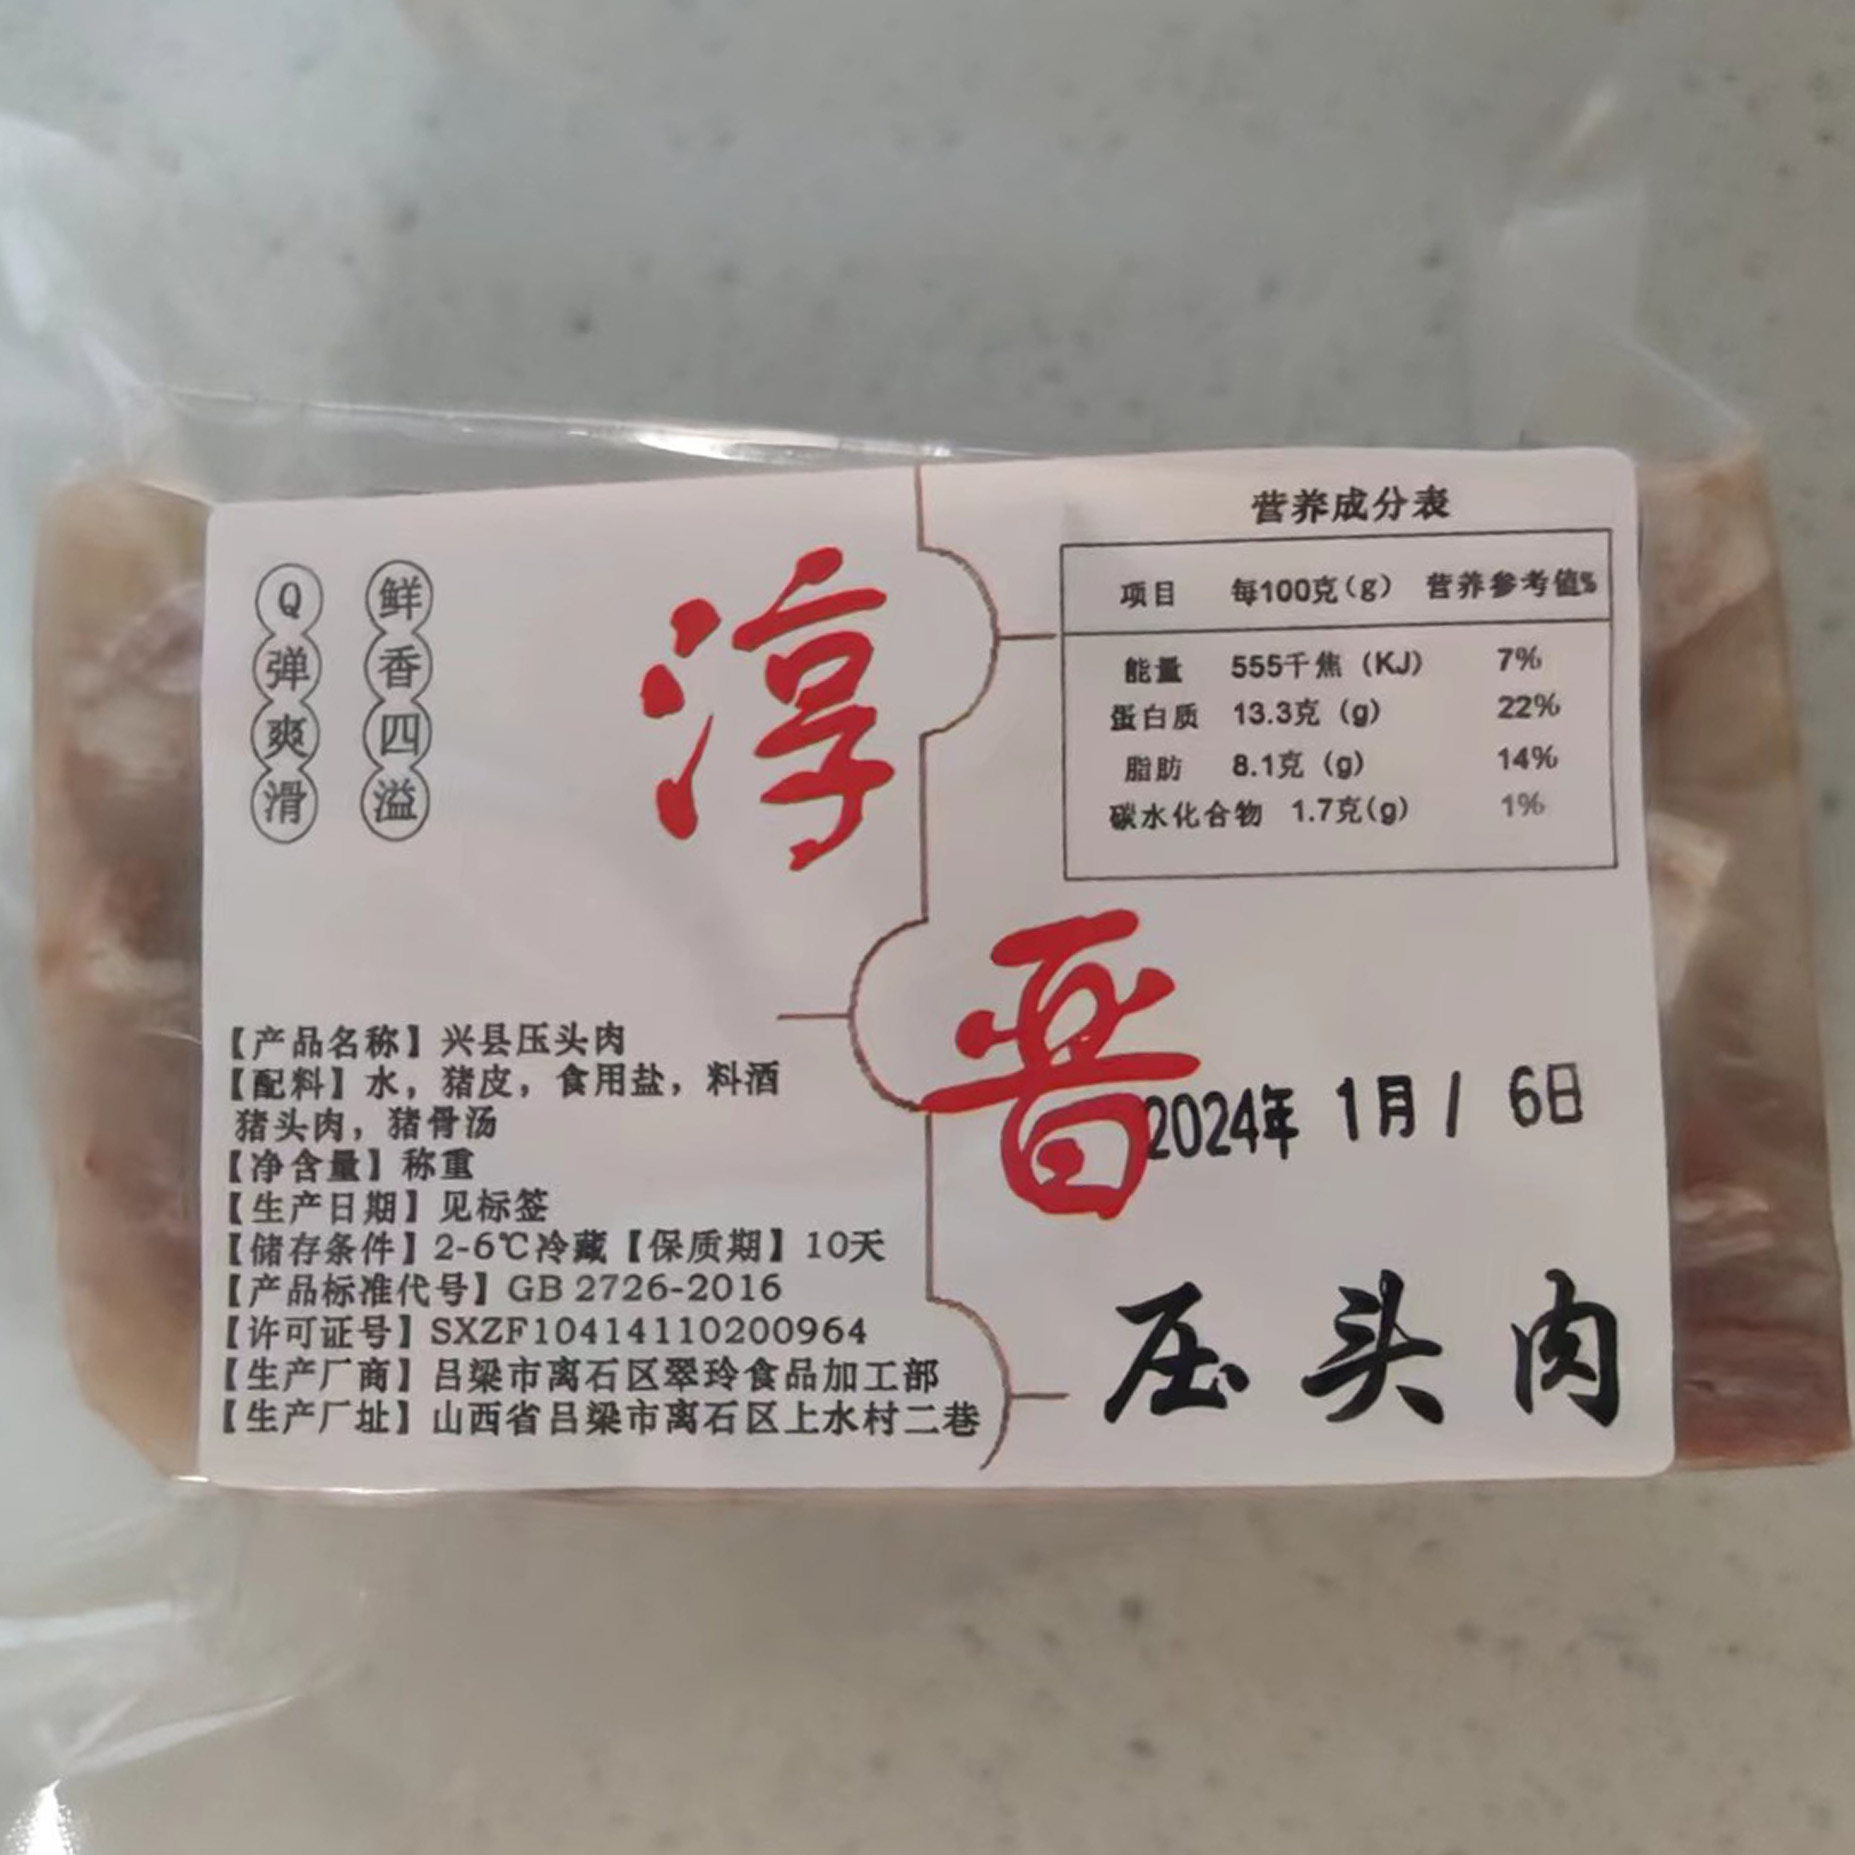 Q弹爽滑
鲜香四溢
淳晋
营养成分表
项目 每100克(g) 营养参考值%
能量 555千焦 (KJ) 7%
蛋白质 13.3克 (g) 22%
脂肪 8.1克 (g) 14%
碳水化合物 1.7克(g) 1%
2024年 1月 / 6日
压头肉
【产品名称】兴县压头肉
【配料】水，猪皮，食用盐，料酒
猪头肉，猪骨汤
【净含量】称重
【生产日期】见标签
【储存条件】2-6℃冷藏【保质期】10天
【产品标准代号】GB 2726-2016
【许可证号】SXZF10414110200964
【生产厂商】吕梁市离石区翠玲食品加工部
【生产厂址】山西省吕梁市离石区上水村二巷